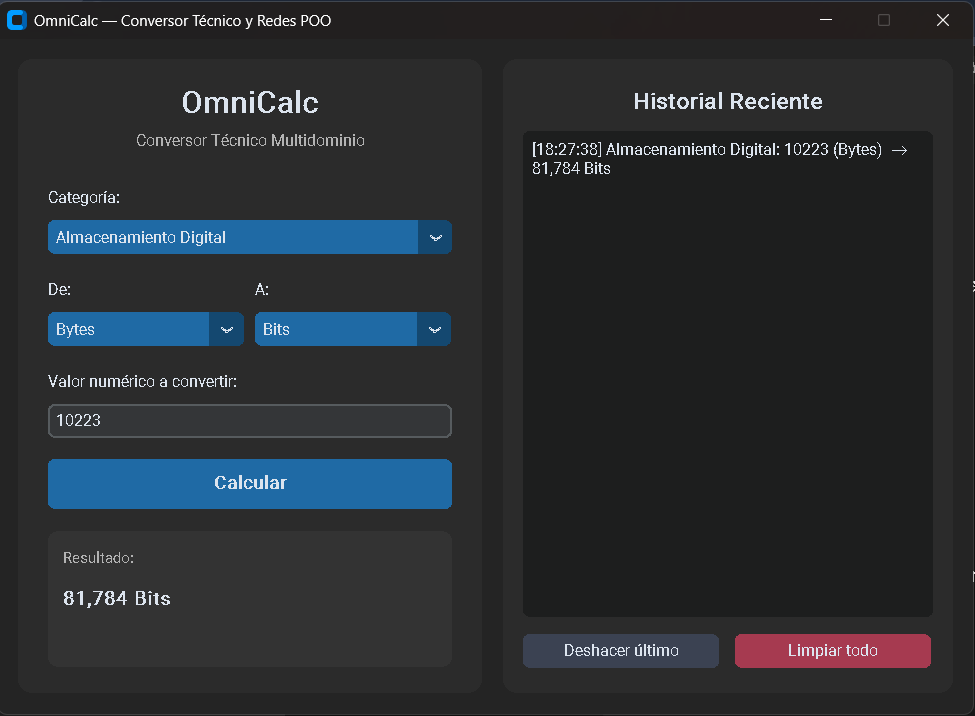 OmniCalc — Conversor Técnico y Redes POO
OmniCalc
Conversor Técnico Multidominio
Categoría:
Almacenamiento Digital
De:
A:
Bytes
Bits
Valor numérico a convertir:
10223
Calcular
Resultado:
81,784 Bits
Historial Reciente
[18:27:38] Almacenamiento Digital: 10223 (Bytes) →
81,784 Bits
Deshacer último
Limpiar todo